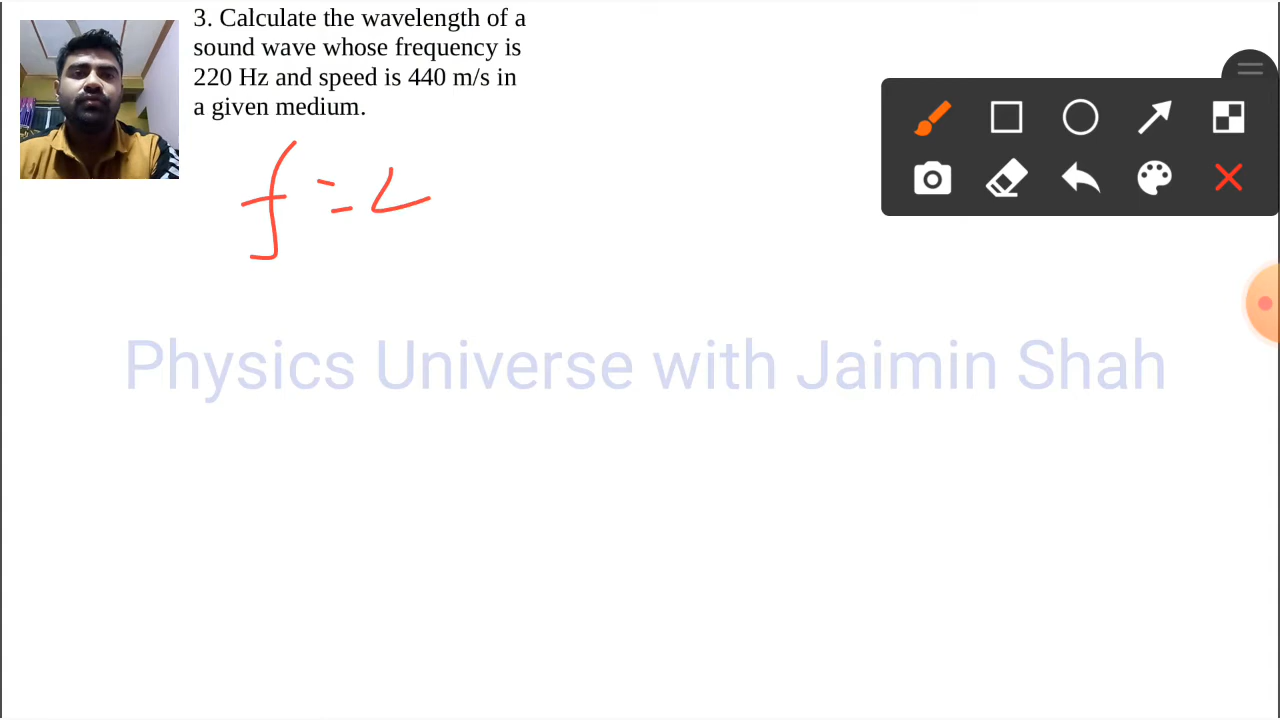 3. Calculate the wavelength of a
sound wave whose frequency is
220 Hz and speed is 440 m/s in
a given medium.
f =
Physics Universe with Jaimin Shah